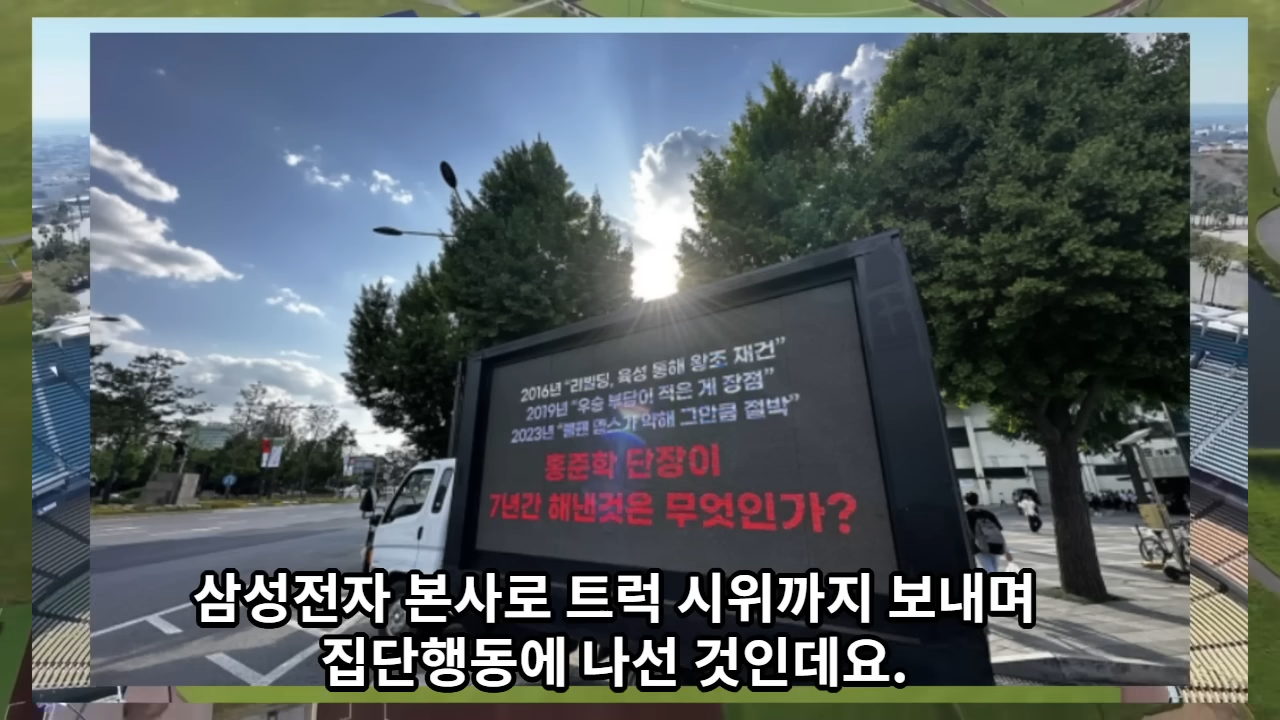 2016년 “리빌딩, 육성 통해 왕조 재건”
2019년 “우승 부담이 적은 게 장점”
2023년 “불펜 뎁스가 약해 그만큼 절박”
홍준학 단장이
7년간 해낸것은 무엇인가?
삼성전자 본사로 트럭 시위까지 보내며
집단행동에 나선 것인데요.